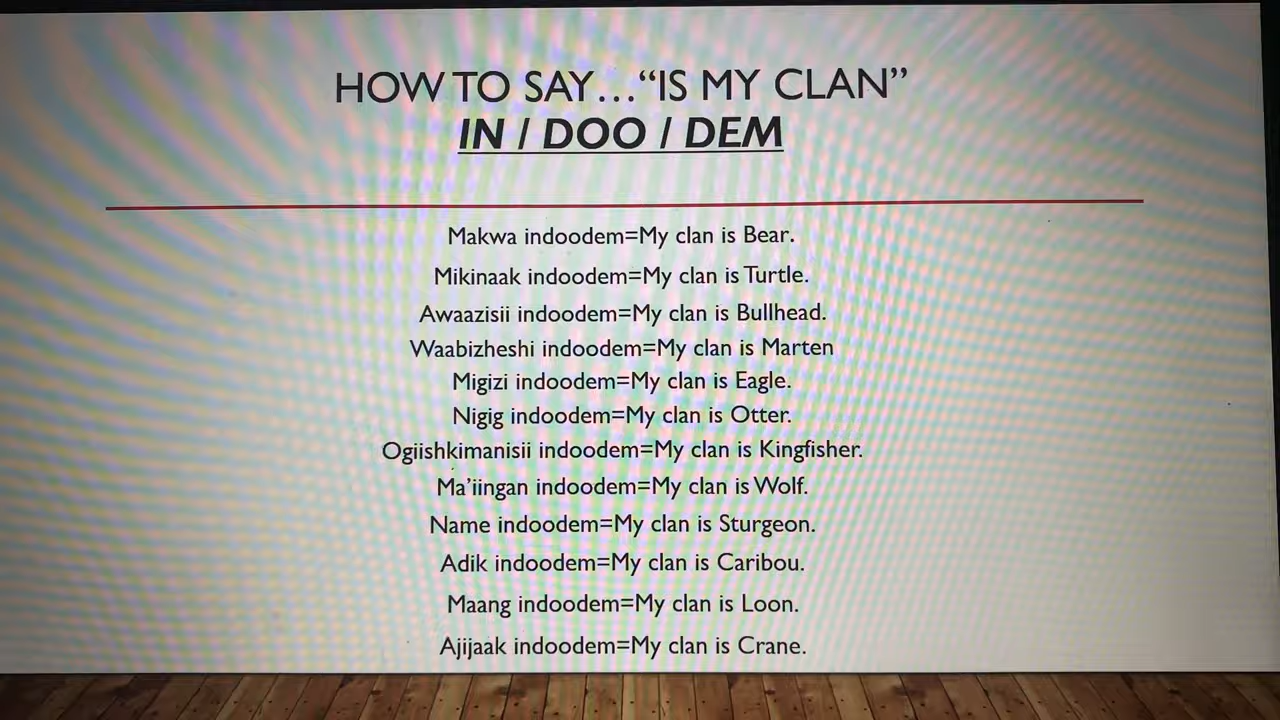 HOW TO SAY…“IS MY CLAN”
IN / DOO / DEM
Makwa indoodem=My clan is Bear.
Mikinaak indoodem=My clan is Turtle.
Awaazisii indoodem=My clan is Bullhead.
Waabizheshi indoodem=My clan is Marten
Migizi indoodem=My clan is Eagle.
Nigig indoodem=My clan is Otter.
Ogiishkimanisii indoodem=My clan is Kingfisher.
Ma’iingan indoodem=My clan is Wolf.
Name indoodem=My clan is Sturgeon.
Adik indoodem=My clan is Caribou.
Maang indoodem=My clan is Loon.
Ajijaak indoodem=My clan is Crane.